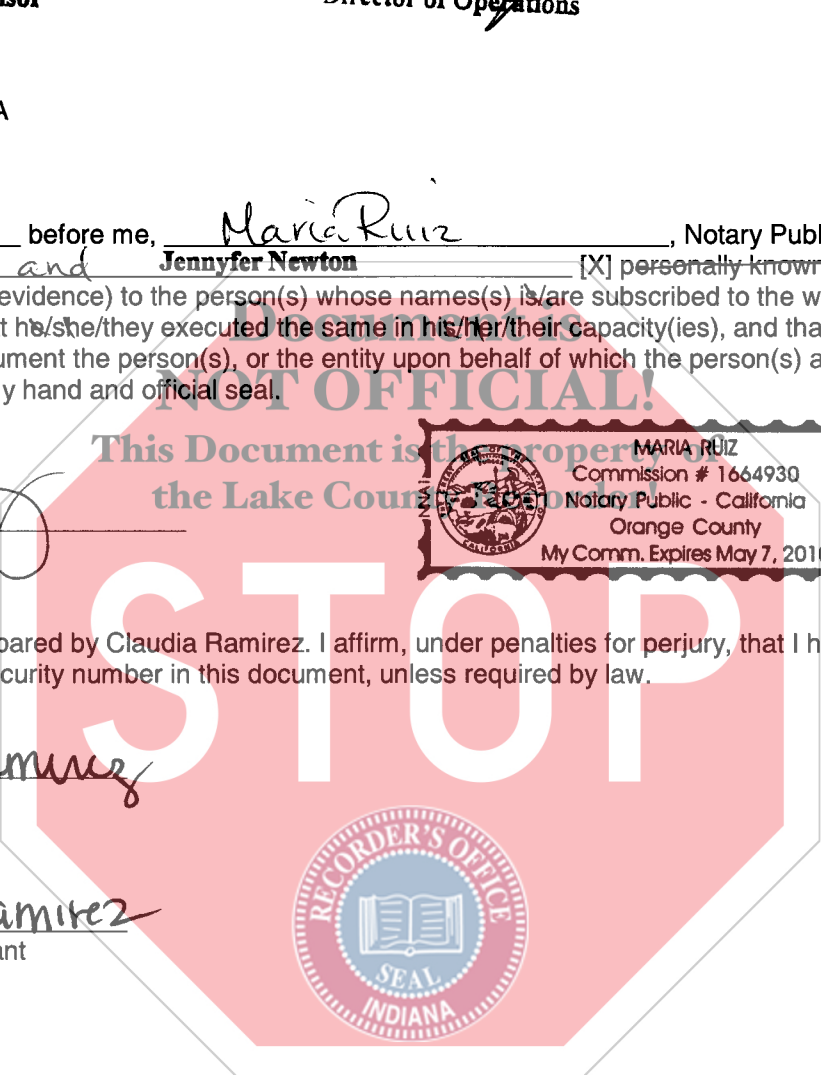 Director of Operations
A
before me, Maria Ruiz, Notary Publ
and Jennyfer Newton [X] personally known
evidence) to the person(s) whose names(s) is/are subscribed to the w
t he/she/they executed the same in his/her/their capacity(ies), and tha
ument the person(s), or the entity upon behalf of which the person(s) a
y hand and official seal.
Document is
NOT OFFICIAL!
This Document is the property of
the Lake County Recorder!
MARIA RUIZ
Commission # 1664930
Notary Public - California
Orange County
My Comm. Expires May 7, 201
pared by Claudia Ramirez. I affirm, under penalties for perjury, that I h
curity number in this document, unless required by law.
STOP
amirez
ant
RECORDER'S OFFICE
SEAL
INDIANA